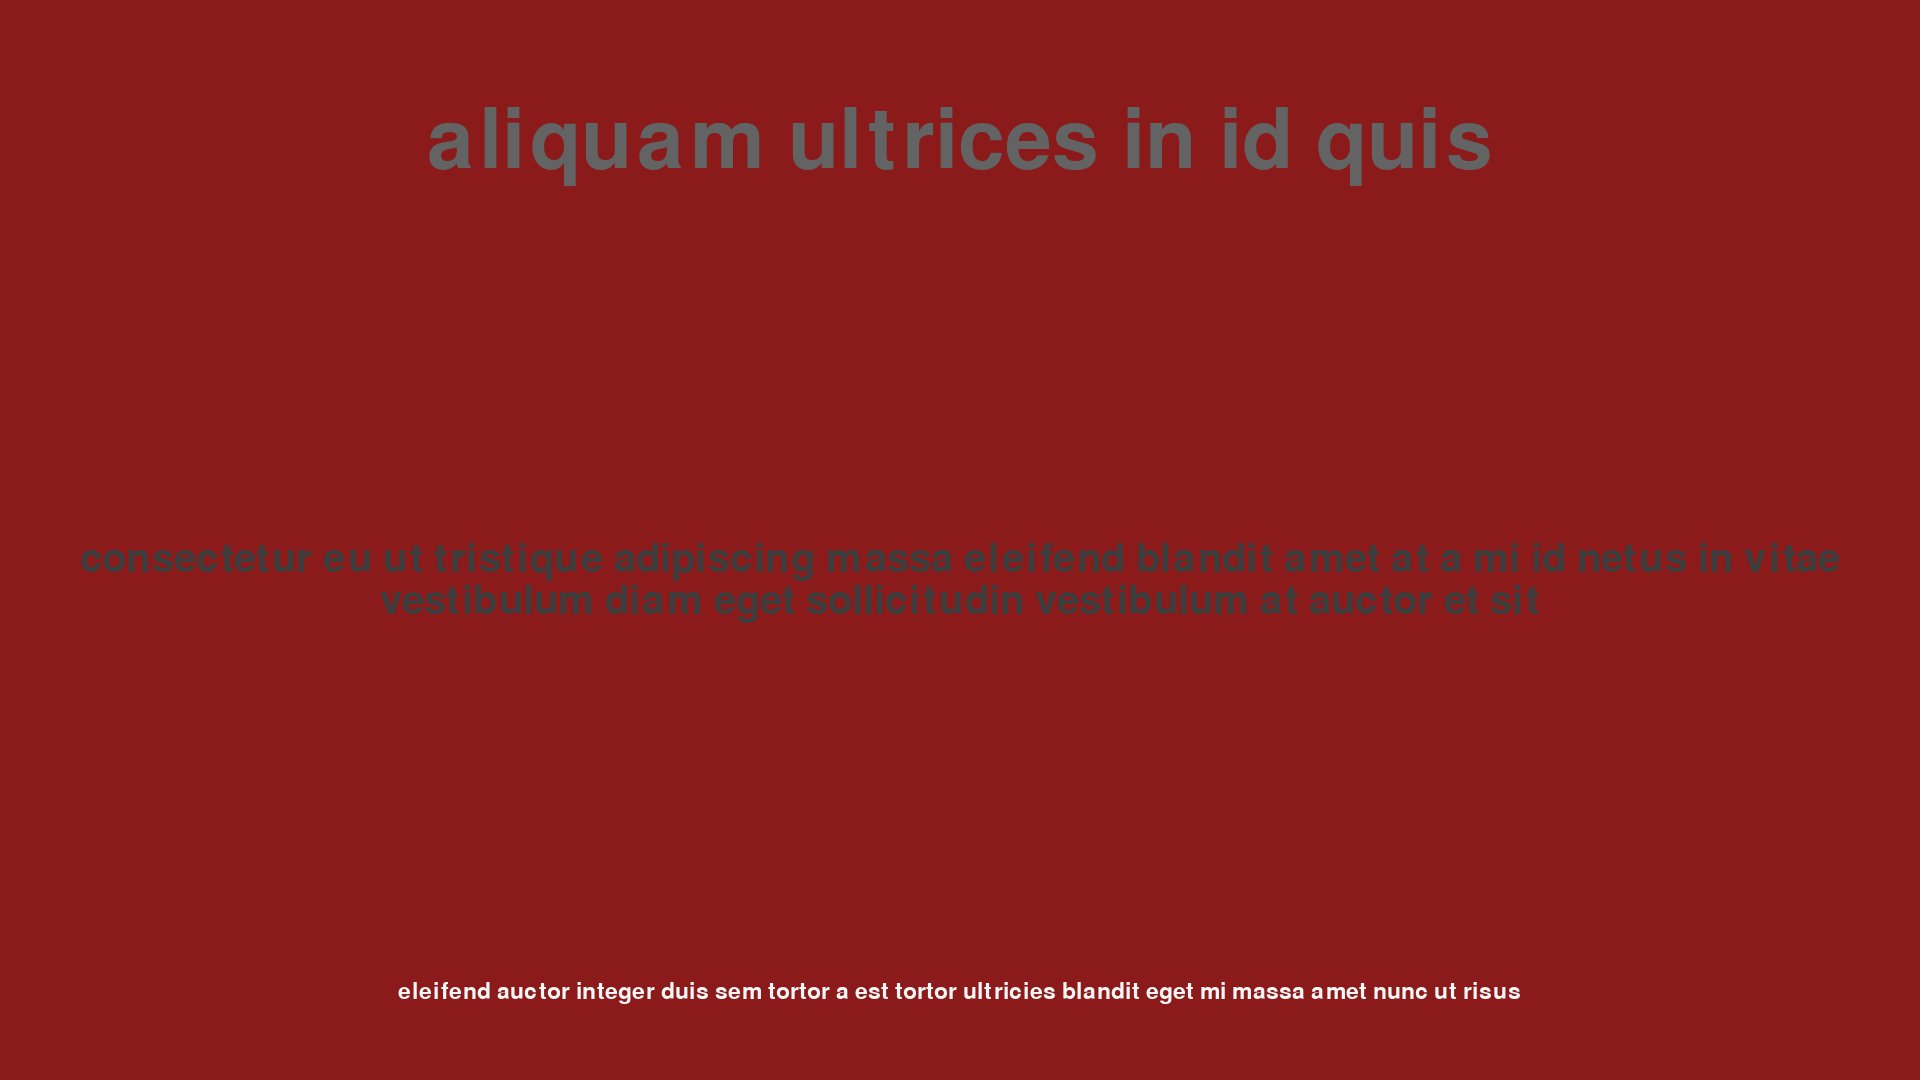 aliquam ultrices in id quis
consectetur eu ut tristique adipiscing massa eleifend blandit amet at a mi id netus in vitae
vestibulum diam eget sollicitudin vestibulum at auctor et sit
eleifend auctor integer duis sem tortor a est tortor ultricies blandit eget mi massa amet nunc ut risus